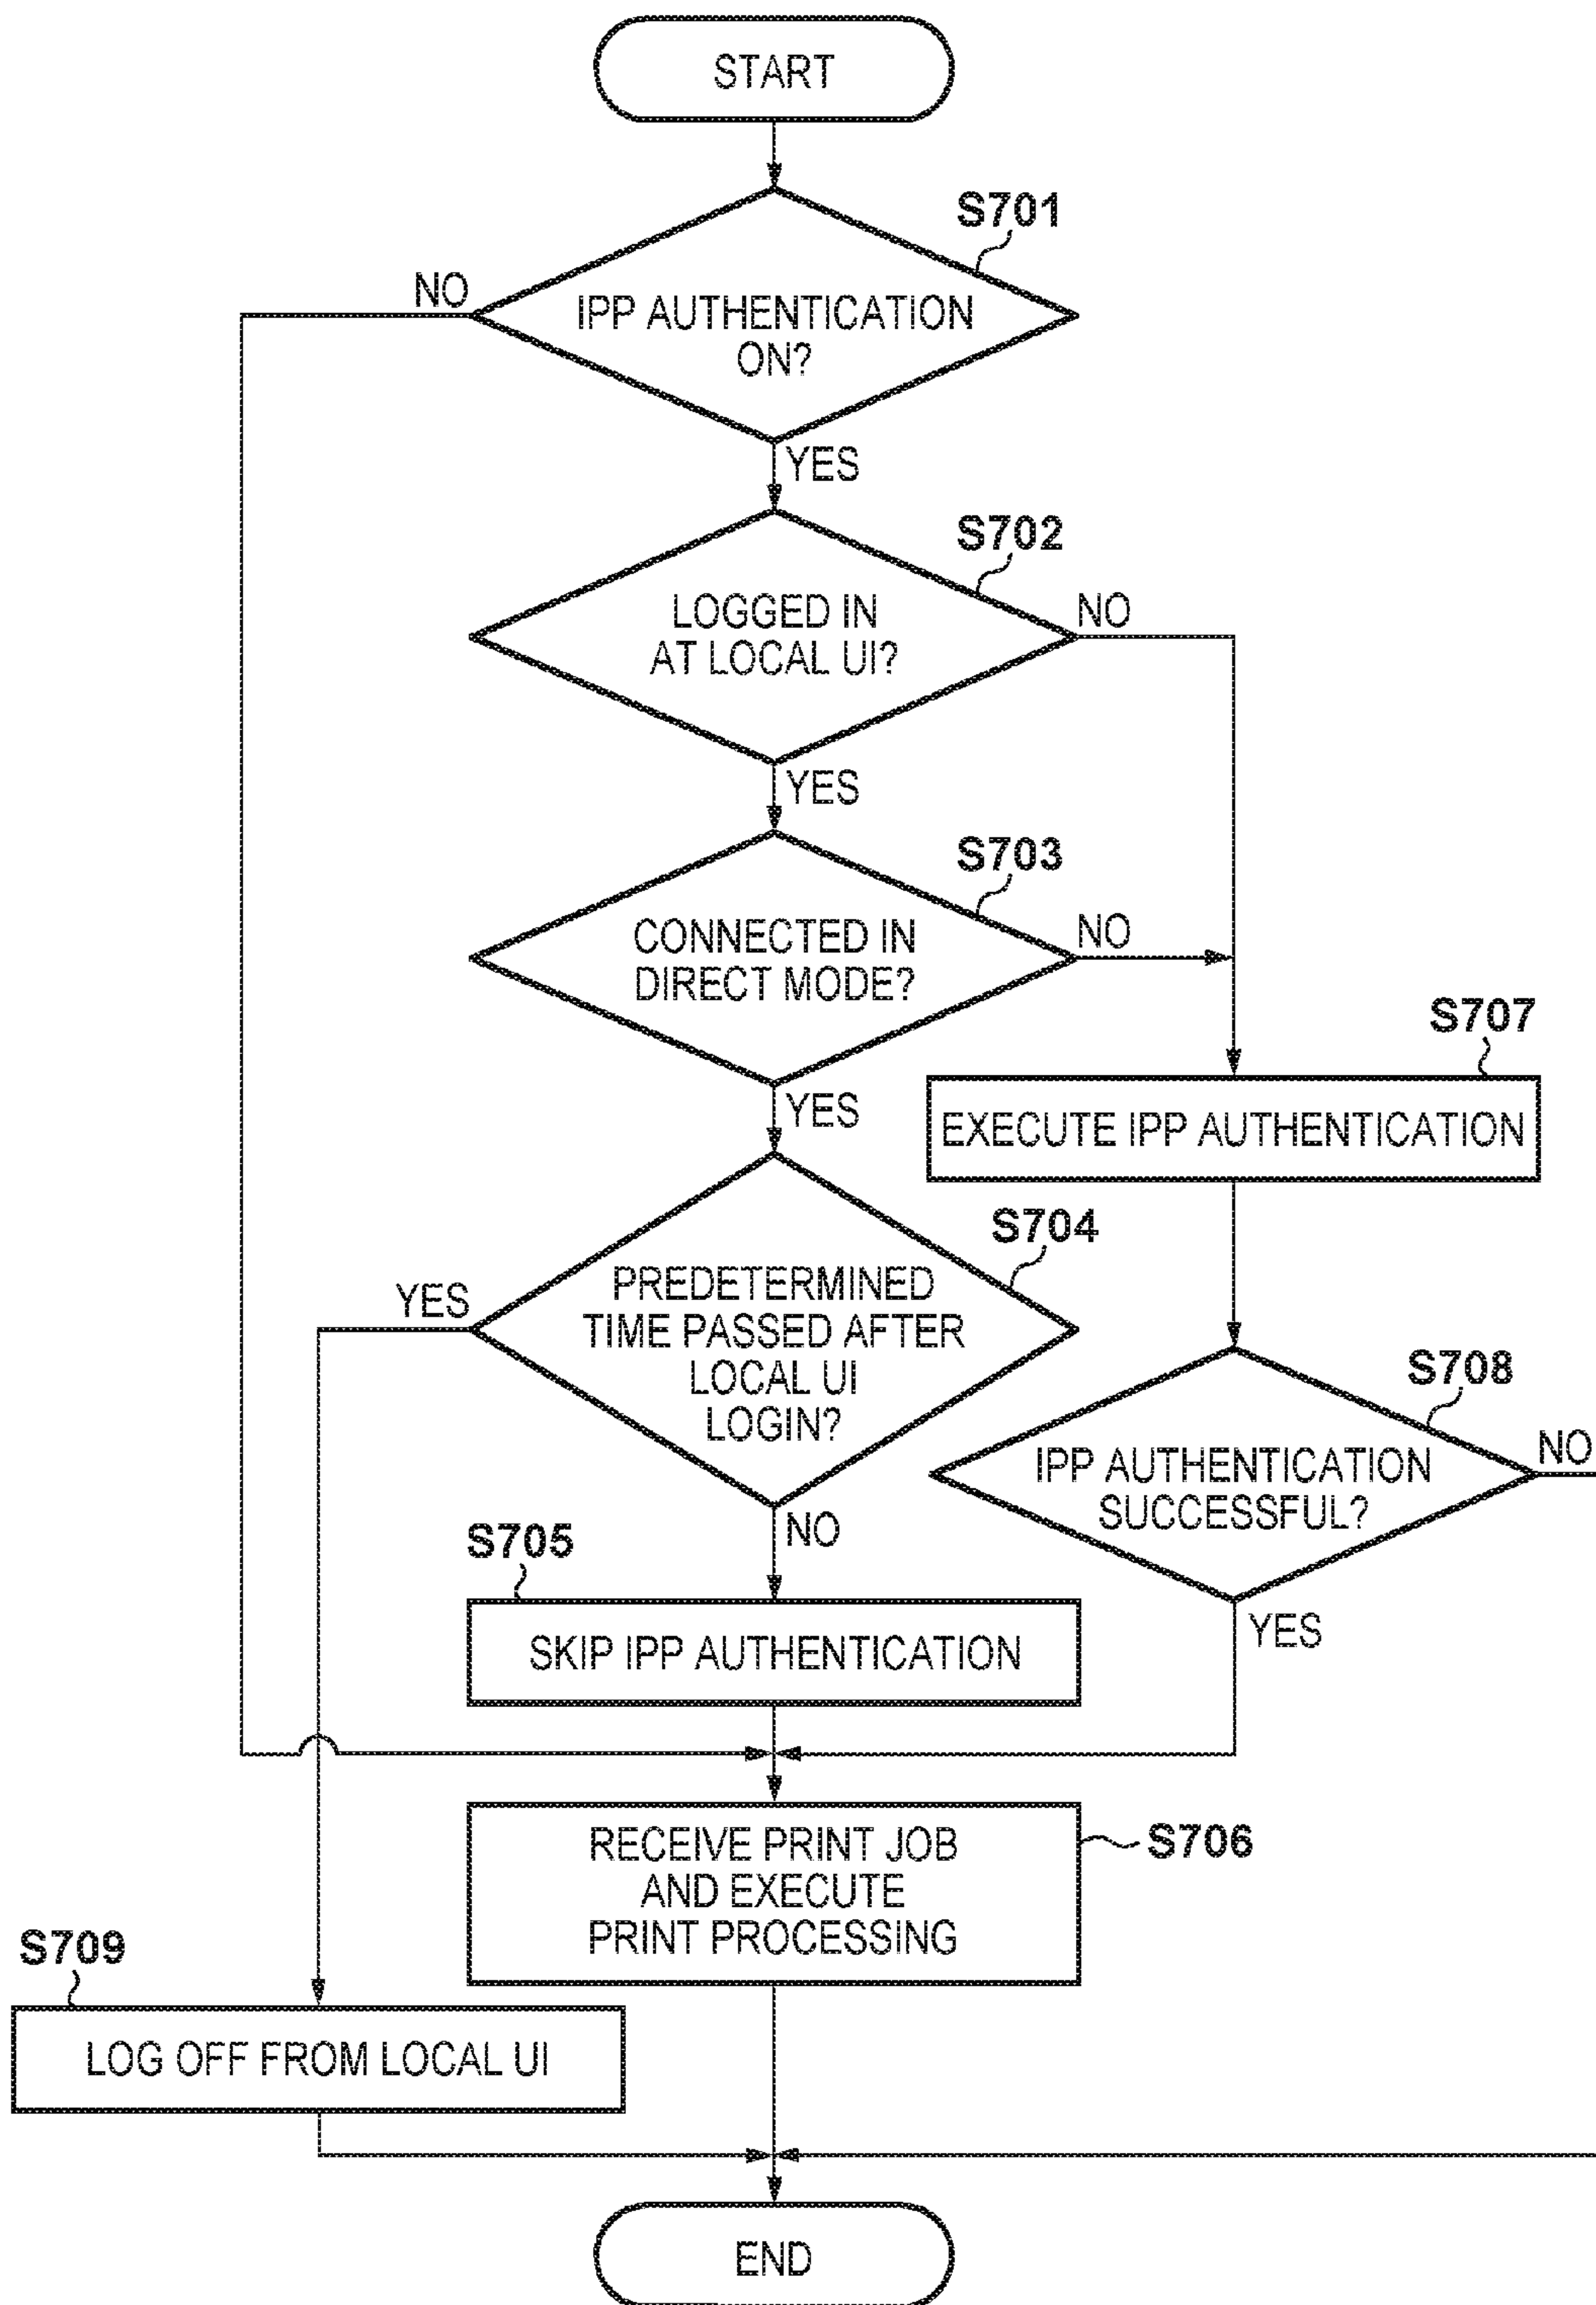 START
S701
NO
IPP AUTHENTICATION
ON?
YES
S702
LOGGED IN
AT LOCAL UI?
NO
YES
S703
CONNECTED IN
DIRECT MODE?
NO
YES
S707
EXECUTE IPP AUTHENTICATION
S704
YES
PREDETERMINED
TIME PASSED AFTER
LOCAL UI
LOGIN?
NO
S708
IPP AUTHENTICATION
SUCCESSFUL?
NO
YES
S705
SKIP IPP AUTHENTICATION
S706
RECEIVE PRINT JOB
AND EXECUTE
PRINT PROCESSING
S709
LOG OFF FROM LOCAL UI
END